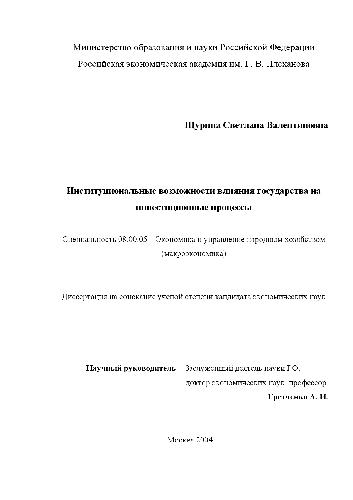 Министерство образования и науки Российской Федерации
Российская экономическая академия им. Г. В. Плеханова
Щурина Светлана Валентиновна
Институциональные возможности влияния государства на
инвестиционные процессы
Специальность 08.00.05 – Экономика и управление народным хозяйством
(макроэкономика)
Диссертация на соискание ученой степени кандидата экономических наук
Научный руководитель Заслуженный деятель науки РФ,
доктор экономических наук, профессор
А. И.
Москва 2004